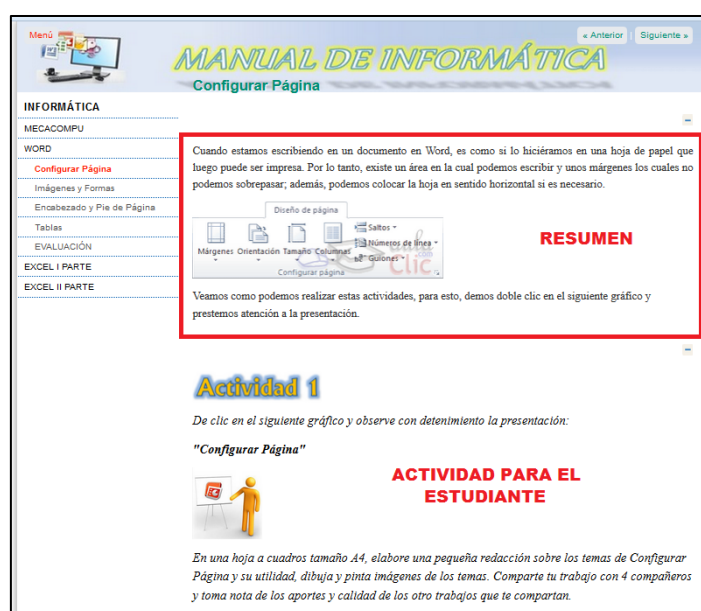 Menú
« Anterior | Siguiente »
MANUAL DE INFORMÁTICA
Configurar Página
INFORMÁTICA
MECACOMPU
WORD
Configurar Página
Imágenes y Formas
Encabezado y Pie de Página
Tablas
EVALUACIÓN
EXCEL I PARTE
EXCEL II PARTE
Cuando estamos escribiendo en un documento en Word, es como si lo hiciéramos en una hoja de papel que
luego puede ser impresa. Por lo tanto, existe un área en la cual podemos escribir y unos márgenes los cuales no
podemos sobrepasar; además, podemos colocar la hoja en sentido horizontal si es necesario.
Diseño de página
Saltos
Números de línea
Guiones
Márgenes Orientación Tamaño Columnas
Configurar página
aulaClic.com
RESUMEN
Veamos como podemos realizar estas actividades, para esto, demos doble clic en el siguiente gráfico y
prestemos atención a la presentación.
Actividad 1
De clic en el siguiente gráfico y observe con detenimiento la presentación:
"Configurar Página"
ACTIVIDAD PARA EL
ESTUDIANTE
En una hoja a cuadros tamaño A4, elabore una pequeña redacción sobre los temas de Configurar
Página y su utilidad, dibuja y pinta imágenes de los temas. Comparte tu trabajo con 4 compañeros
y toma nota de los aportes y calidad de los otro trabajos que te compartan.